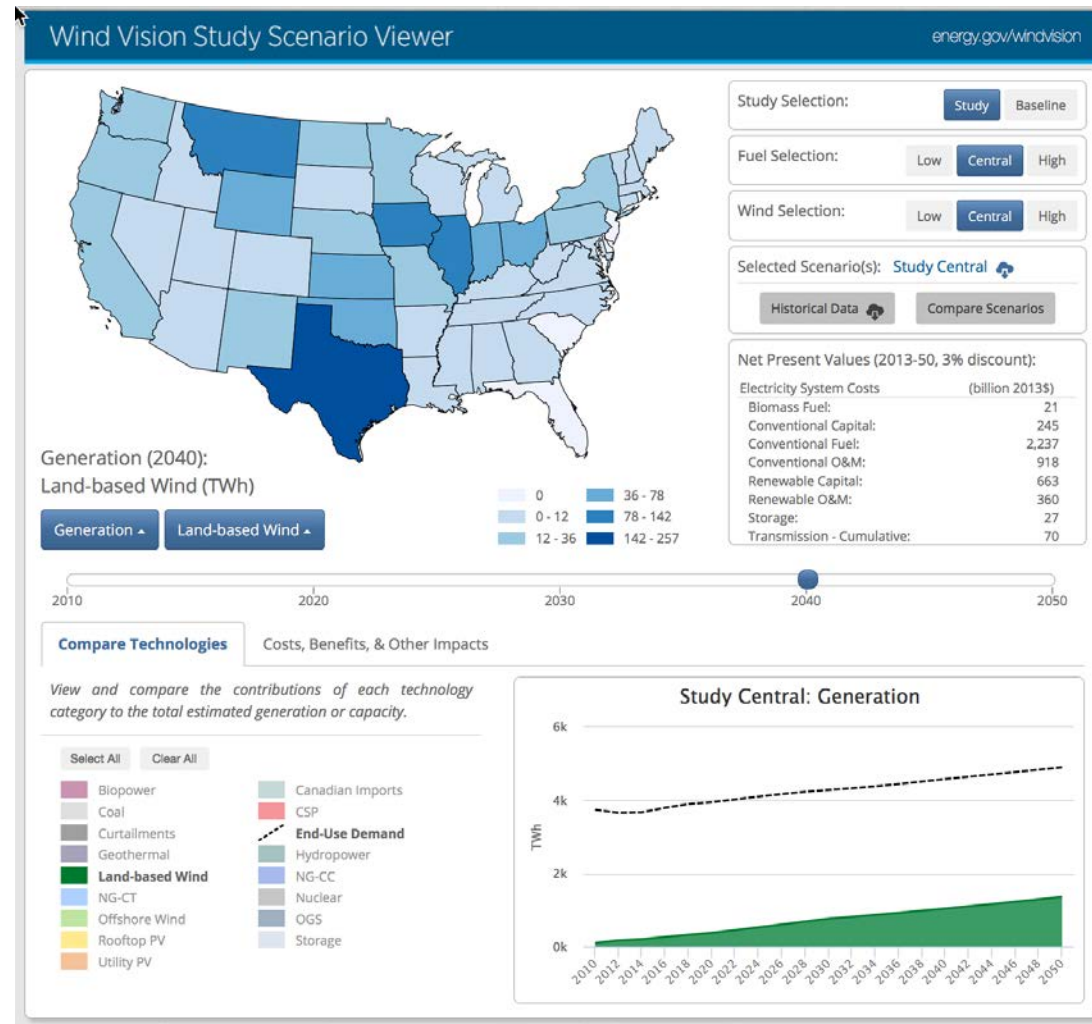 Wind Vision Study Scenario Viewer
energy.gov/windvision
Study Selection:
Study
Baseline
Fuel Selection:
Low
Central
High
Wind Selection:
Low
Central
High
Selected Scenario(s): Study Central
Historical Data
Compare Scenarios
Net Present Values (2013-50, 3% discount):
Electricity System Costs (billion 2013$)
Biomass Fuel: 21
Conventional Capital: 245
Conventional Fuel: 2,237
Conventional O&M: 918
Renewable Capital: 663
Renewable O&M: 360
Storage: 27
Transmission - Cumulative: 70
Generation (2040):
Land-based Wind (TWh)
Generation
Land-based Wind
0
0 - 12
12 - 36
36 - 78
78 - 142
142 - 257
2010 2020 2030 2040 2050
Compare Technologies
Costs, Benefits, & Other Impacts
View and compare the contributions of each technology
category to the total estimated generation or capacity.
Select All
Clear All
Biopower
Coal
Curtailments
Geothermal
Land-based Wind
NG-CT
Offshore Wind
Rooftop PV
Utility PV
Canadian Imports
CSP
End-Use Demand
Hydropower
NG-CC
Nuclear
OGS
Storage
Study Central: Generation
TWh
6k
4k
2k
0k
2010 2012 2014 2016 2018 2020 2022 2024 2026 2028 2030 2032 2034 2036 2038 2040 2042 2044 2046 2048 2050